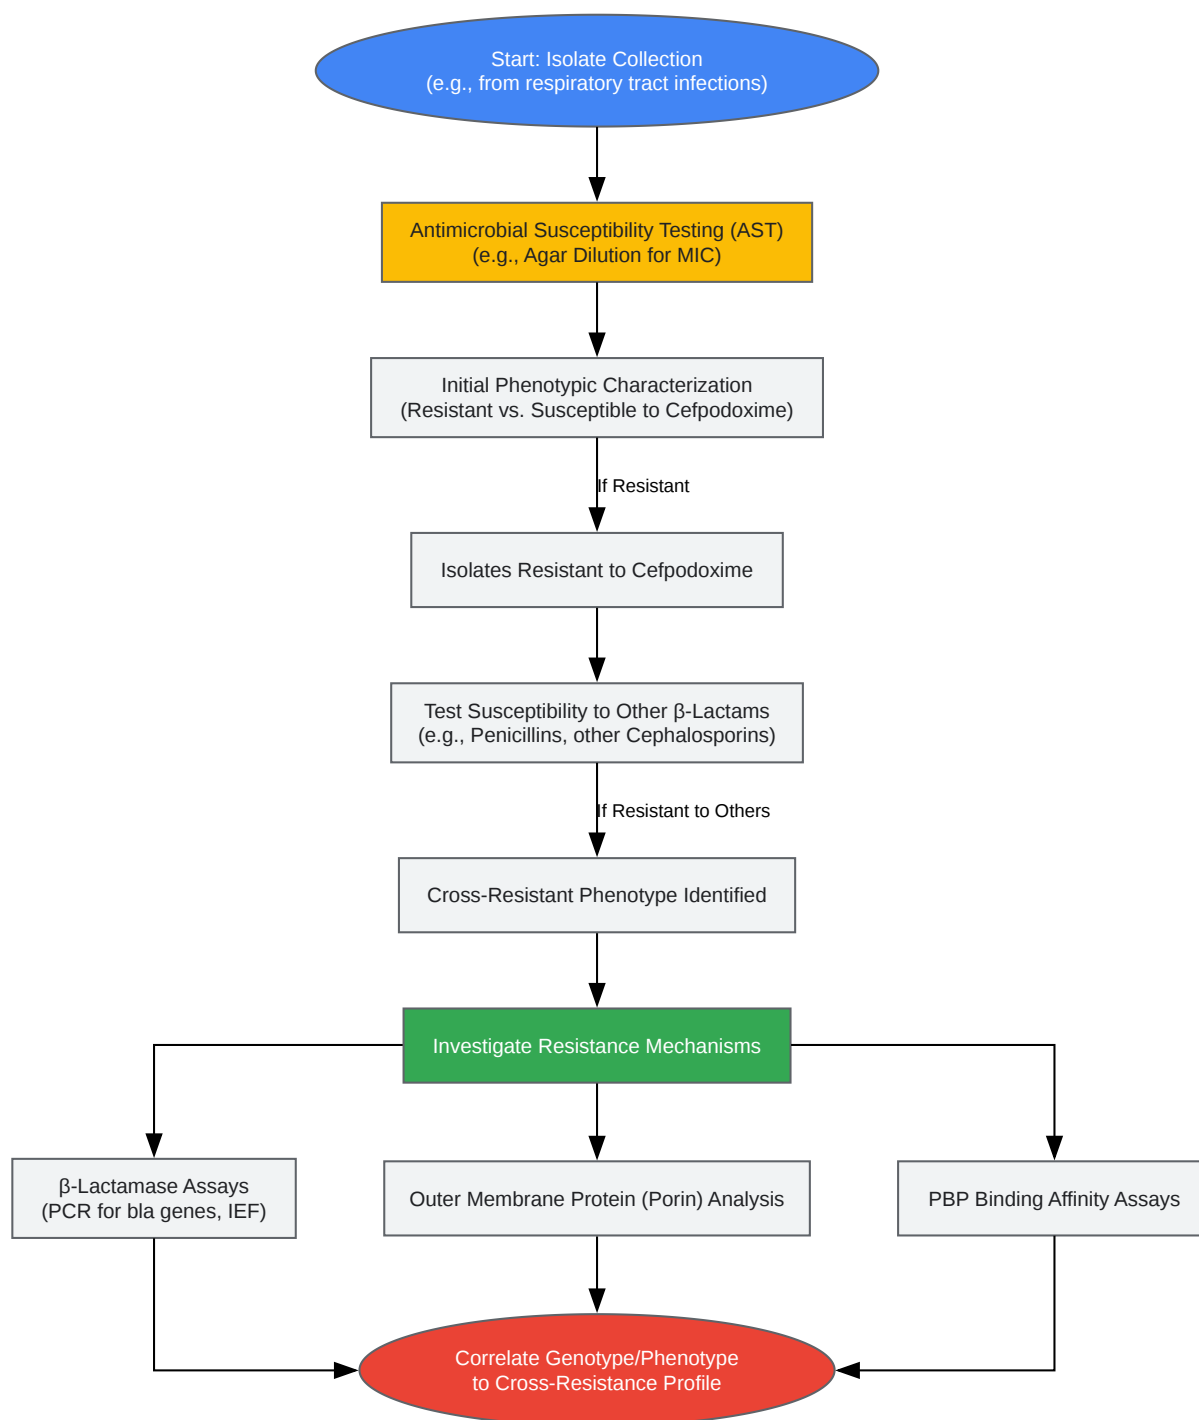 Start: Isolate Collection
(e.g., from respiratory tract infections)
Antimicrobial Susceptibility Testing (AST)
(e.g., Agar Dilution for MIC)
Initial Phenotypic Characterization
(Resistant vs. Susceptible to Cefpodoxime)
If Resistant
Isolates Resistant to Cefpodoxime
Test Susceptibility to Other β-Lactams
(e.g., Penicillins, other Cephalosporins)
If Resistant to Others
Cross-Resistant Phenotype Identified
Investigate Resistance Mechanisms
β-Lactamase Assays
(PCR for bla genes, IEF)
Outer Membrane Protein (Porin) Analysis
PBP Binding Affinity Assays
Correlate Genotype/Phenotype
to Cross-Resistance Profile